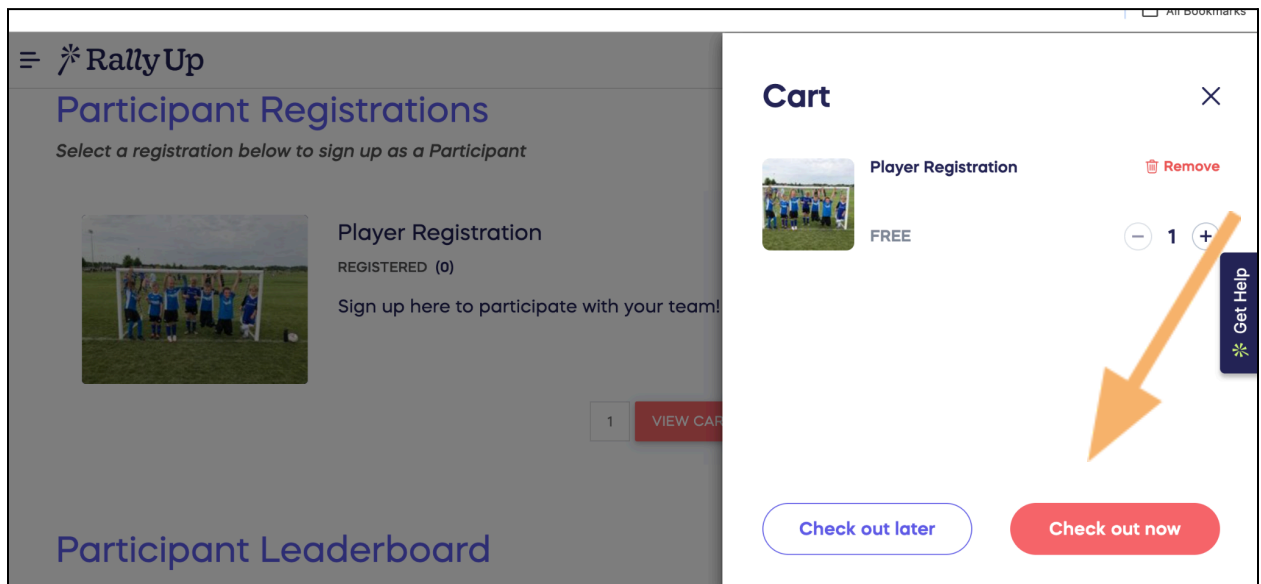 All Bookmarks
RallyUp
Participant Registrations
Select a registration below to sign up as a Participant
Player Registration
REGISTERED (0)
Sign up here to participate with your team!
1 VIEW CAR
Participant Leaderboard
Cart
Player Registration Remove
FREE 1
Get Help
Check out later Check out now